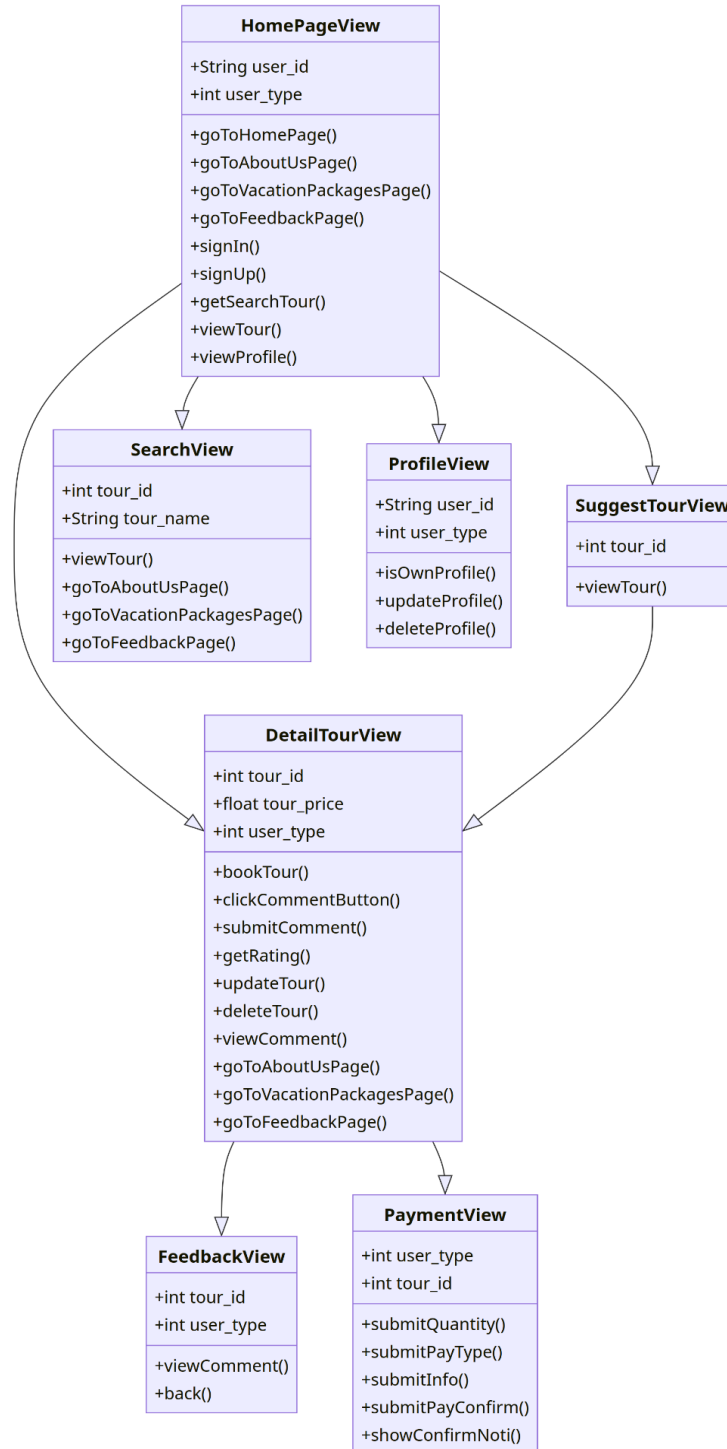 HomePageView
+String user_id
+int user_type
+goToHomePage()
+goToAboutUsPage()
+goToVacationPackagesPage()
+goToFeedbackPage()
+signIn()
+signUp()
+getSearchTour()
+viewTour()
+viewProfile()
SearchView
+int tour_id
+String tour_name
+viewTour()
+goToAboutUsPage()
+goToVacationPackagesPage()
+goToFeedbackPage()
ProfileView
+String user_id
+int user_type
+isOwnProfile()
+updateProfile()
+deleteProfile()
SuggestTourView
+int tour_id
+viewTour()
DetailTourView
+int tour_id
+float tour_price
+int user_type
+bookTour()
+clickCommentButton()
+submitComment()
+getRating()
+updateTour()
+deleteTour()
+viewComment()
+goToAboutUsPage()
+goToVacationPackagesPage()
+goToFeedbackPage()
FeedbackView
+int tour_id
+int user_type
+viewComment()
+back()
PaymentView
+int user_type
+int tour_id
+submitQuantity()
+submitPayType()
+submitInfo()
+submitPayConfirm()
+showConfirmNoti()